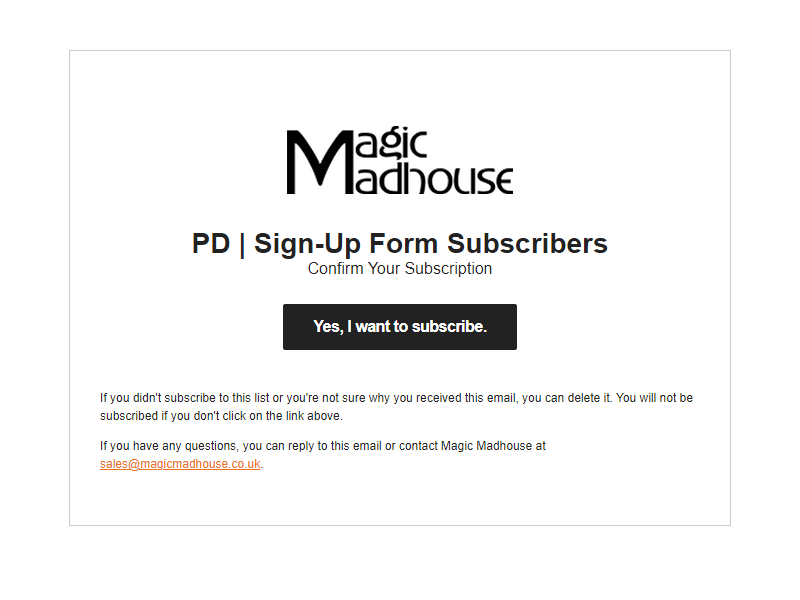 Magic
Madhouse
PD | Sign-Up Form Subscribers
Confirm Your Subscription
Yes, I want to subscribe.
If you didn't subscribe to this list or you're not sure why you received this email, you can delete it. You will not be
subscribed if you don't click on the link above.
If you have any questions, you can reply to this email or contact Magic Madhouse at
sales@magicmadhouse.co.uk.